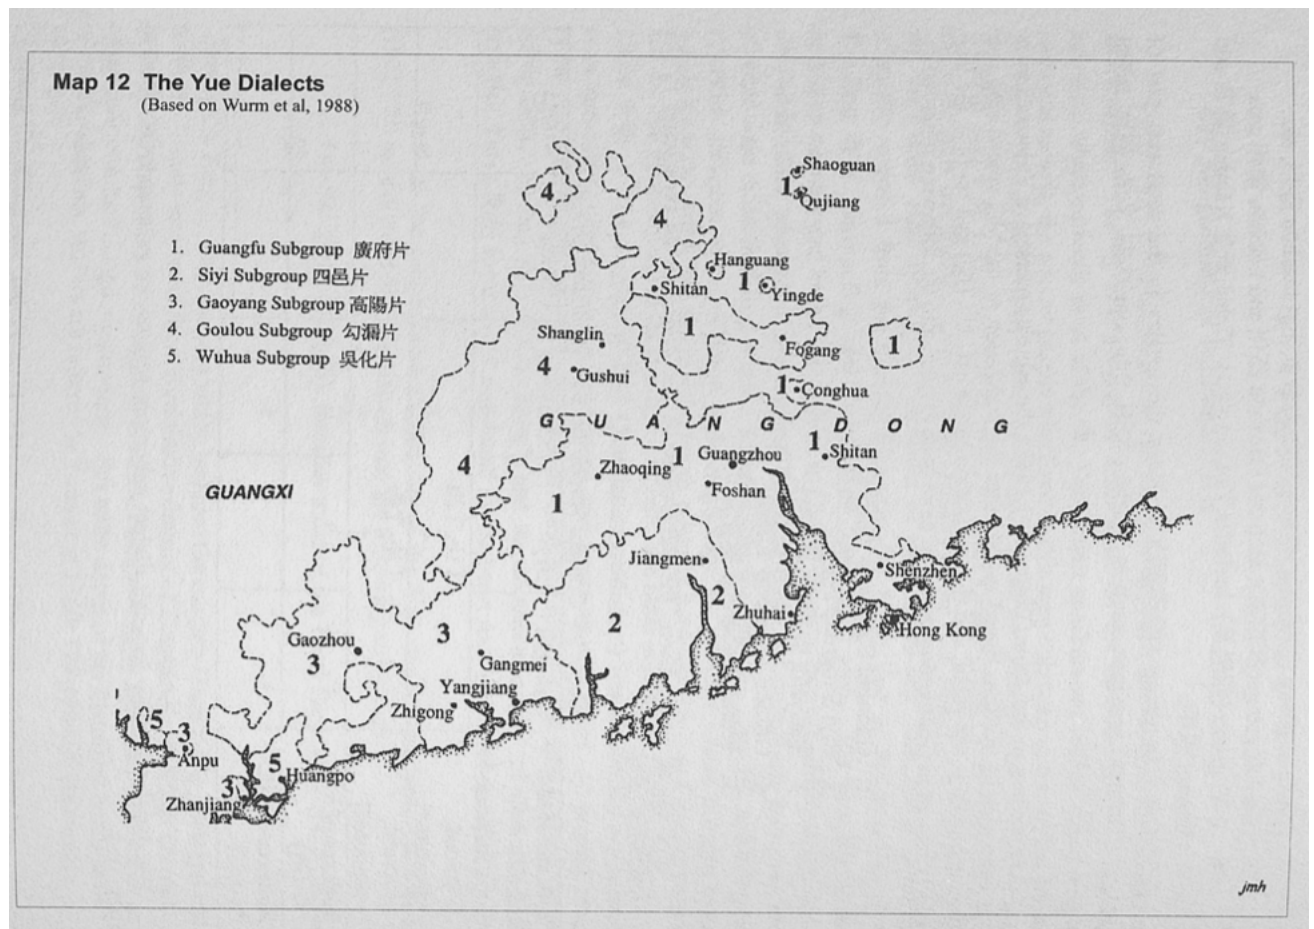 Map 12 The Yue Dialects
(Based on Wurm et al, 1988)
1. Guangfu Subgroup 廣府片
2. Siyi Subgroup 四邑片
3. Gaoyang Subgroup 高陽片
4. Goulou Subgroup 勾漏片
5. Wuhua Subgroup 吳化片
Shaoguan
1
Qujiang
4
4
Hanguang
1
Shitan
Yingde
1
Shanglin
Fogang
1
4
Gushui
1
Conghua
GUANGDONG
1
Shitan
1
Guangzhou
4
Zhaoqing
GUANGXI
Foshan
1
Jiangmen
Shenzhen
2
Zhuhai
2
Hong Kong
3
Gaozhou
3
Gangmei
Yangjiang
Zhigong
5
3
Anpu
5
Huangpo
3
Zhanjiang
jmh